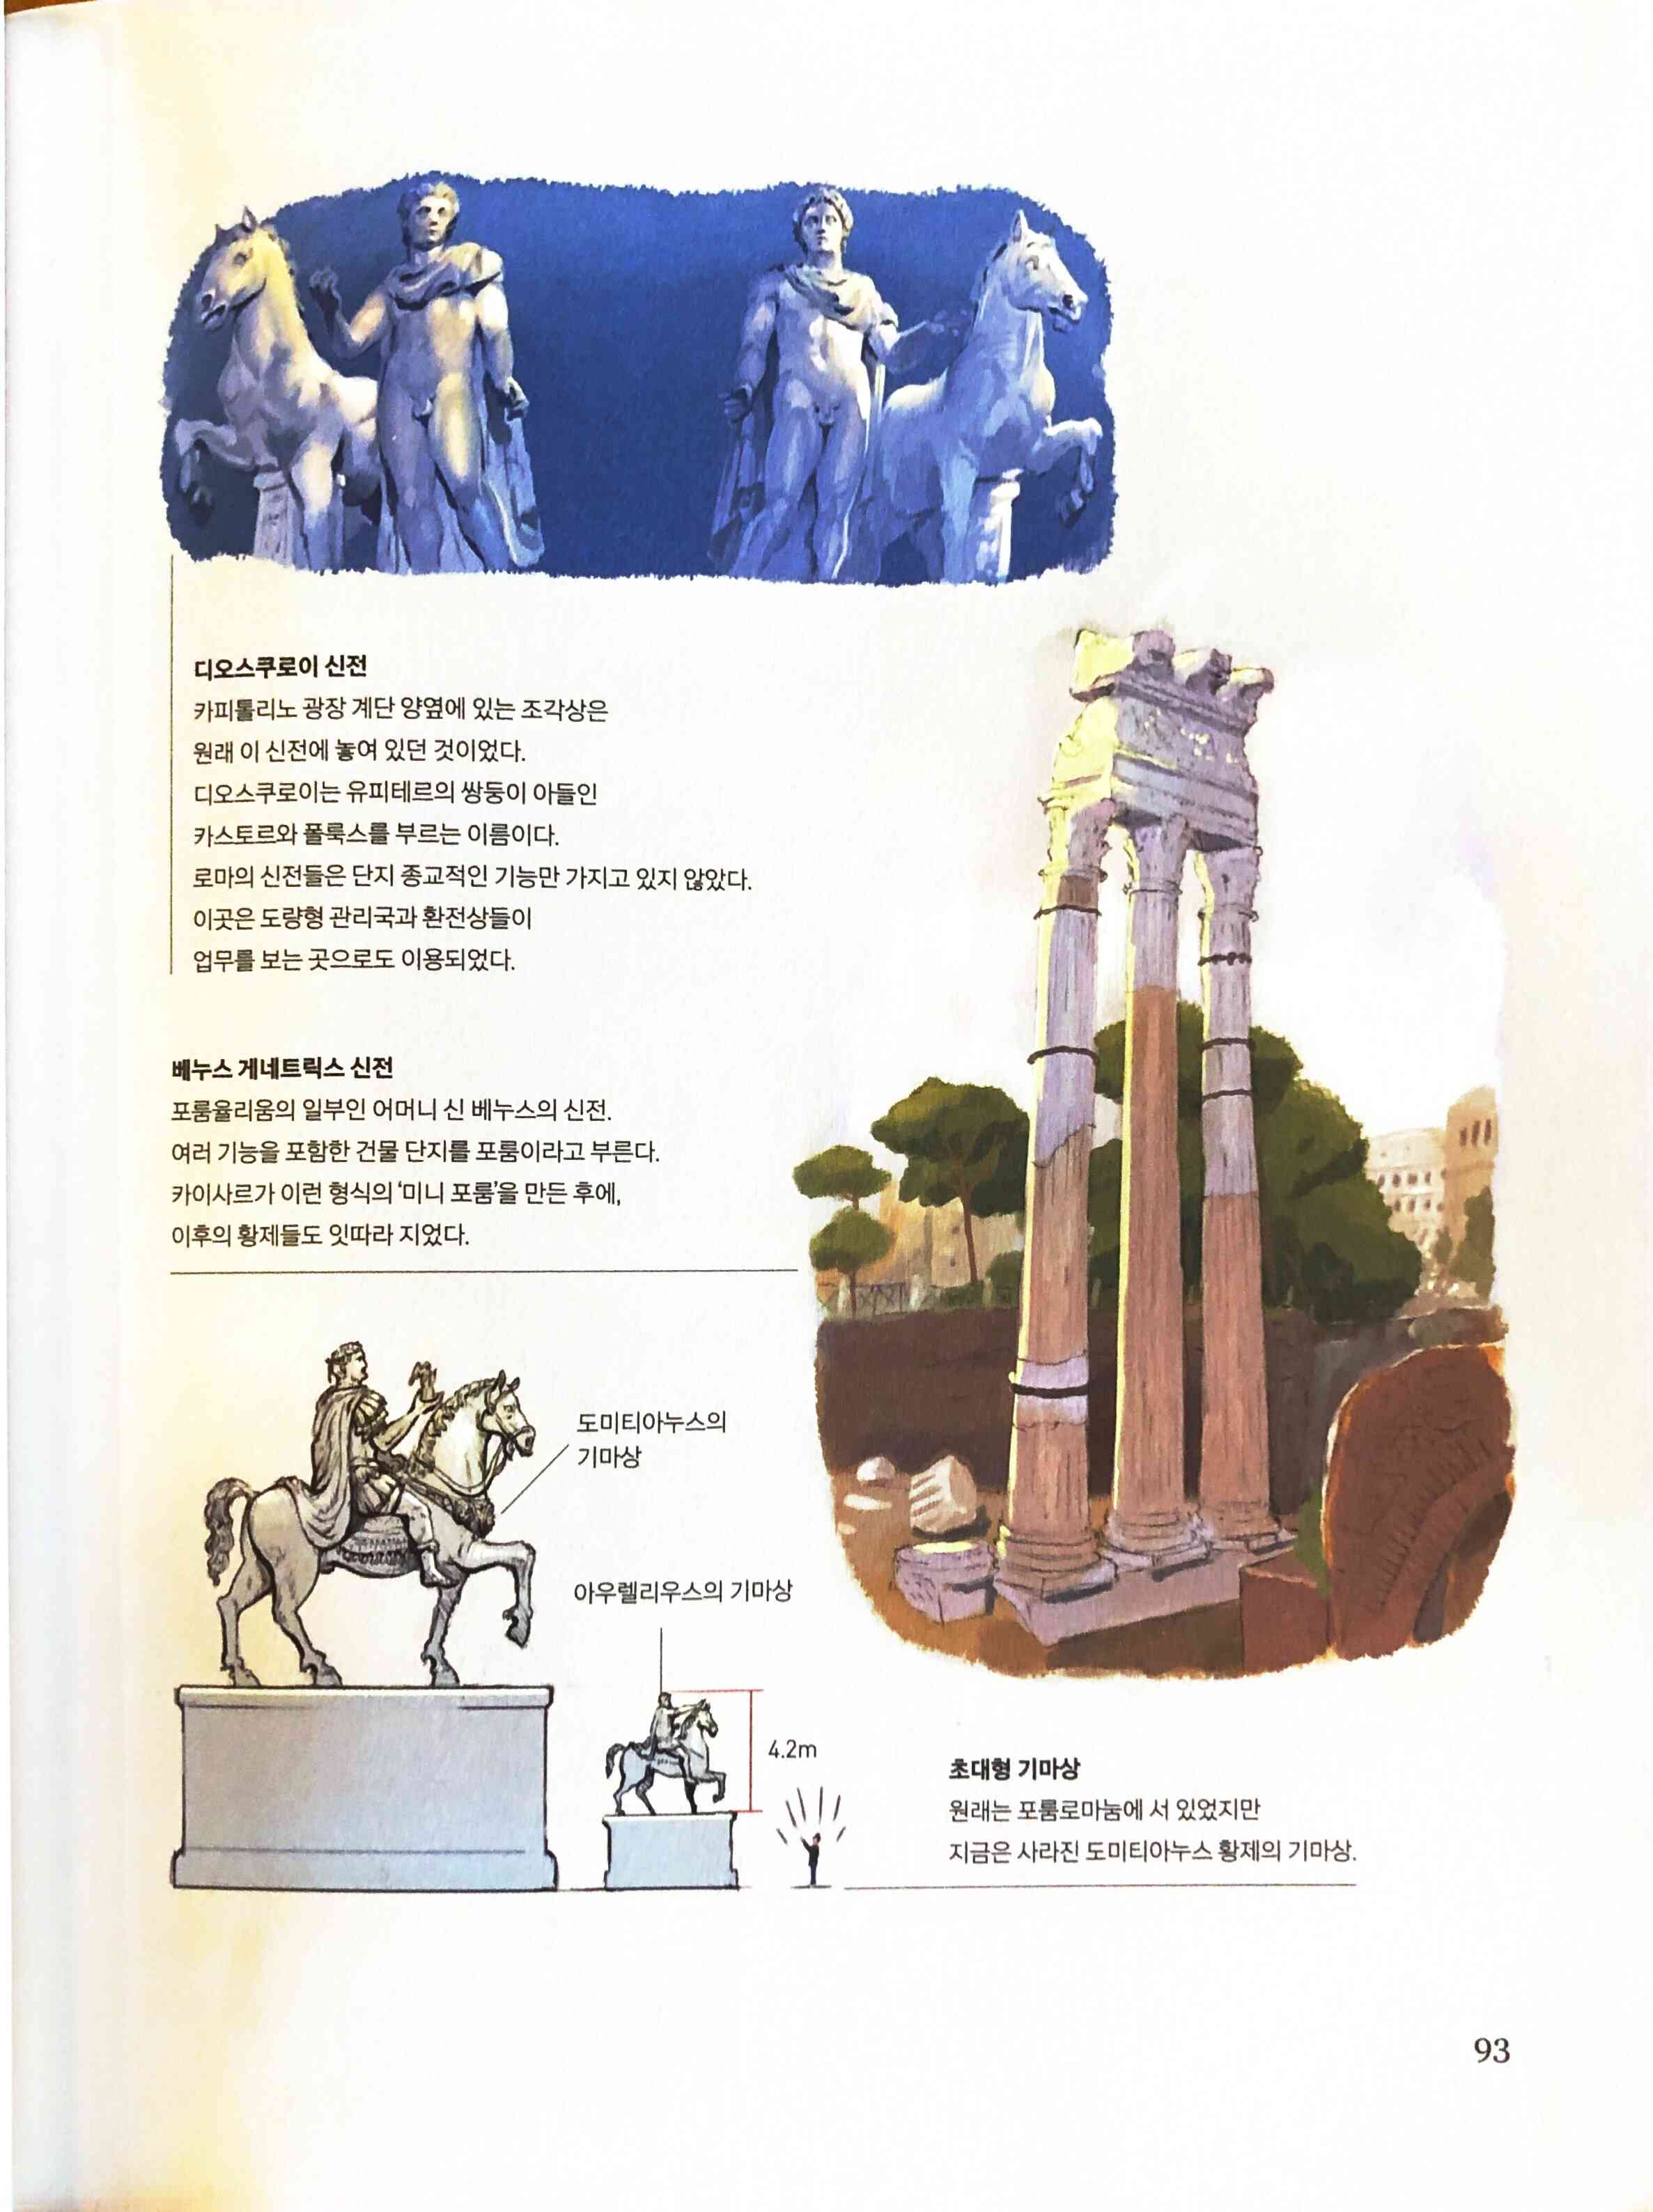 디오스쿠로이 신전
카피톨리노 광장 계단 양옆에 있는 조각상은
원래 이 신전에 놓여 있던 것이었다.
디오스쿠로이는 유피테르의 쌍둥이 아들인
카스토르와 폴룩스를 부르는 이름이다.
로마의 신전들은 단지 종교적인 기능만 가지고 있지 않았다.
이곳은 도량형 관리국과 환전상들이
업무를 보는 곳으로도 이용되었다.
베누스 게네트릭스 신전
포룸율리움의 일부인 어머니 신 베누스의 신전.
여러 기능을 포함한 건물 단지를 포룸이라고 부른다.
카이사르가 이런 형식의 ‘미니 포룸’을 만든 후에,
이후의 황제들도 잇따라 지었다.
도미티아누스의
기마상
아우렐리우스의 기마상
4.2m
초대형 기마상
원래는 포룸로마눔에 서 있었지만
지금은 사라진 도미티아누스 황제의 기마상.
93